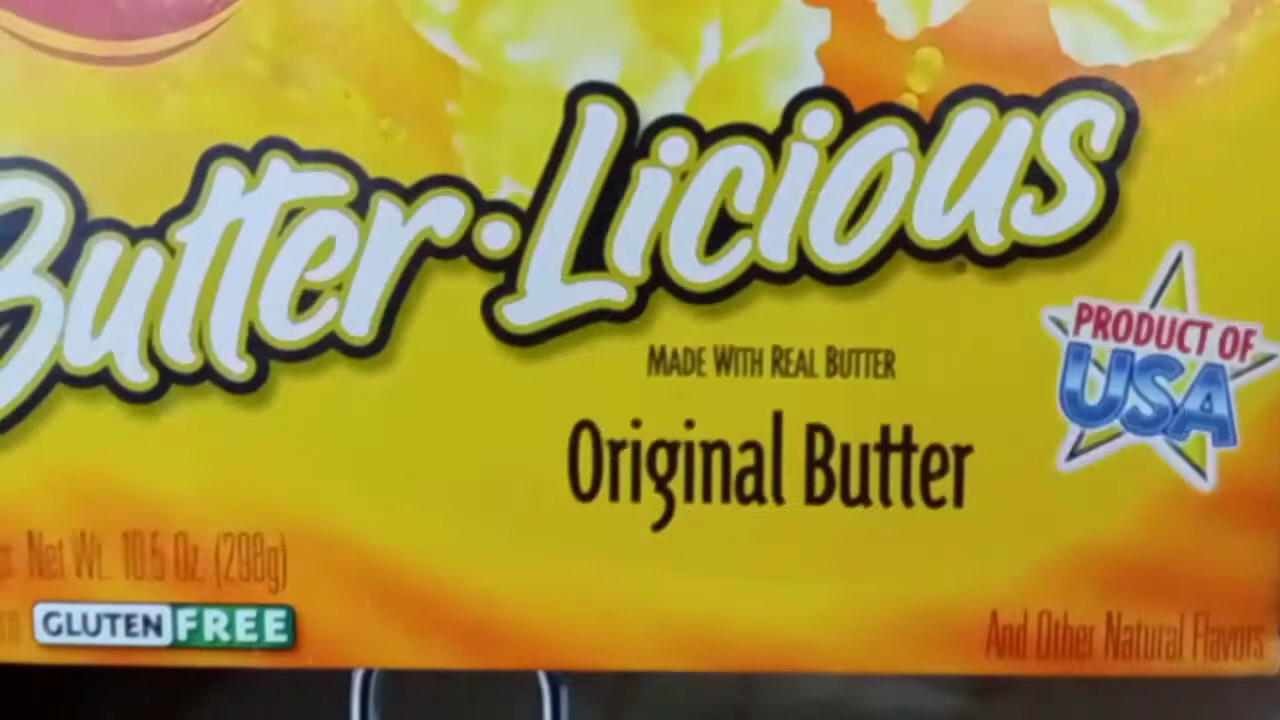 Butter·Licious
MADE WITH REAL BUTTER
Original Butter
PRODUCT OF
USA
Net Wt. 10.5 Oz. (298g)
GLUTEN FREE
And Other Natural Flavors